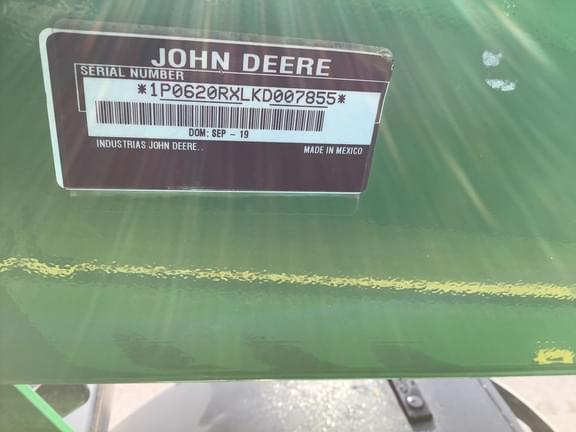 JOHN DEERE
SERIAL NUMBER
*1P0620RXLKD007855*
DOM: SEP - 19
INDUSTRIAS JOHN DEERE.. MADE IN MEXICO